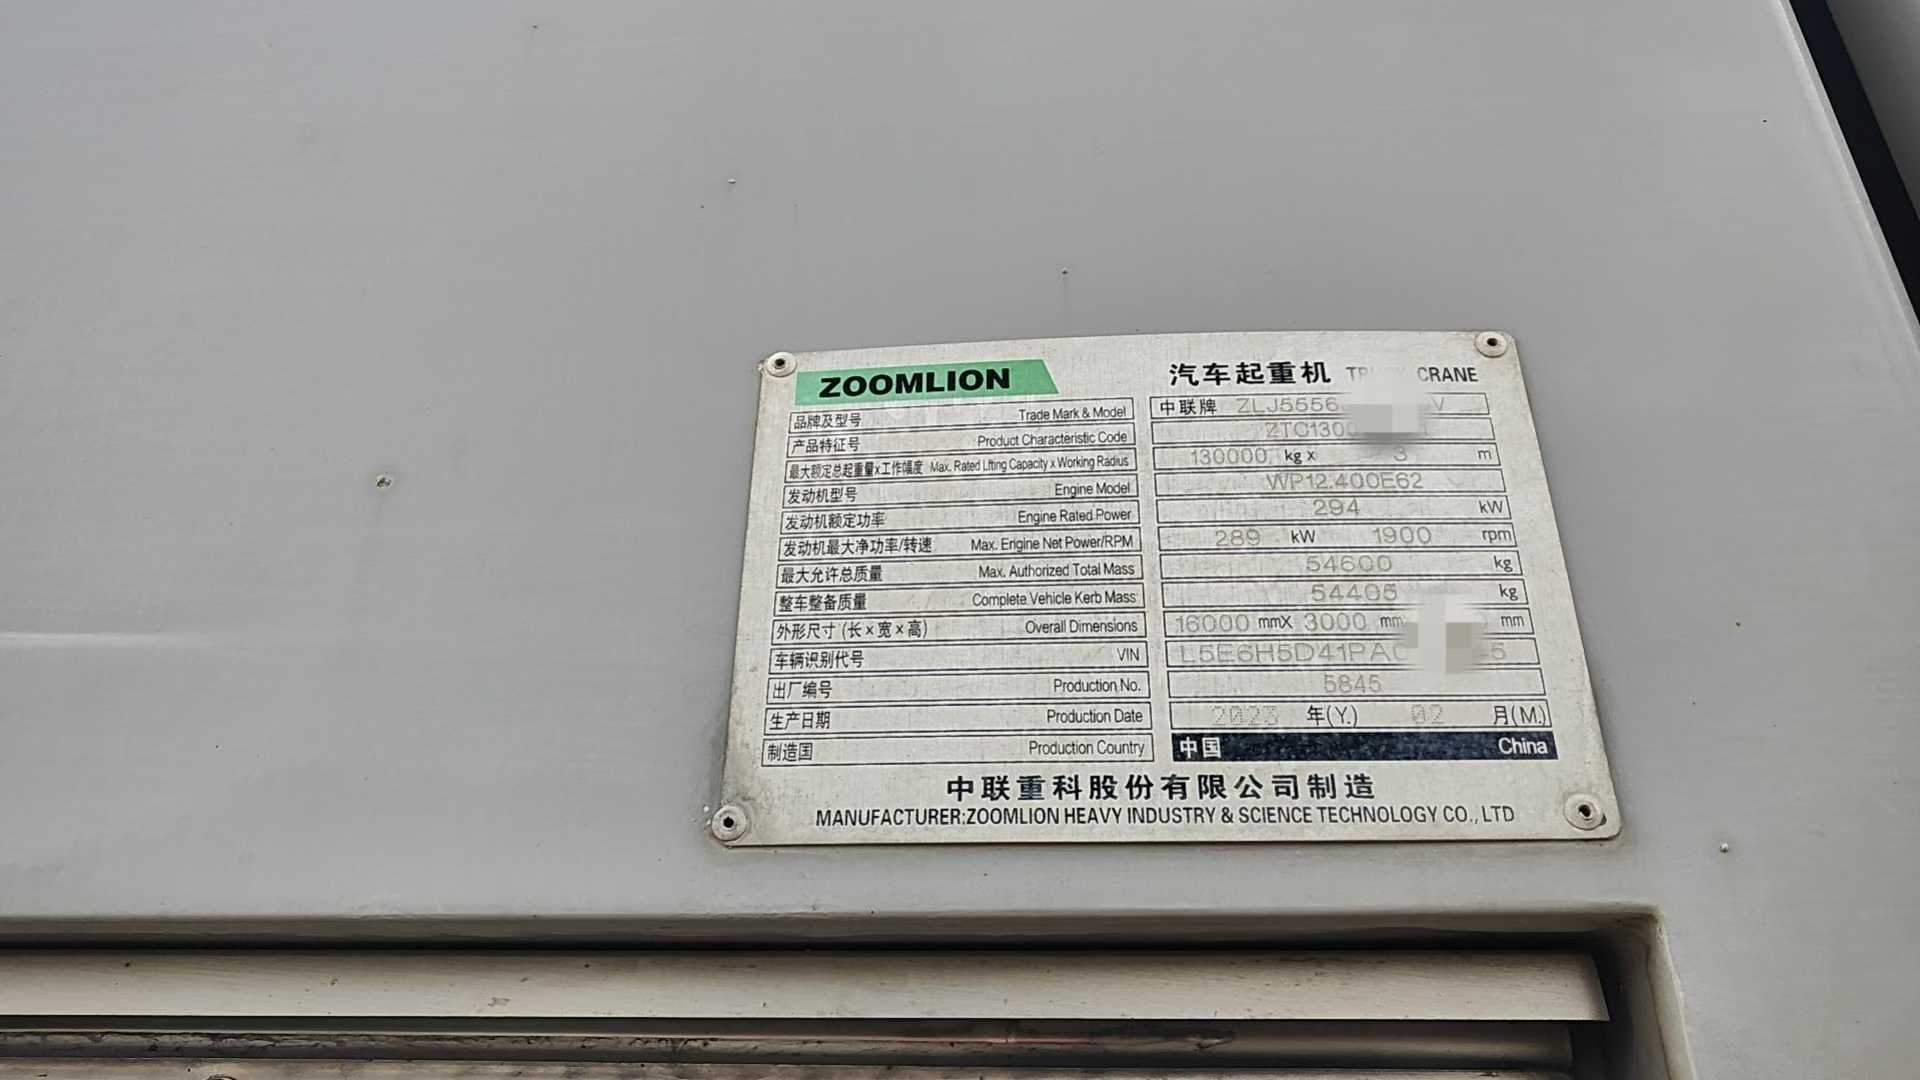 ZOOMLION 汽车起重机 CRANE
品牌及型号 Trade Mark & Model 中联牌
产品特征号 Product Characteristic Code
最大额定总起重量x工作幅度 Max. Rated Lifting Capacity x Working Radius 130000 kg x 3 m
发动机型号 Engine Model WP12.400E62
发动机额定功率 Engine Rated Power 294 kW
发动机最大净功率/转速 Max. Engine Net Power/RPM 289 kW 1900 rpm
最大允许总质量 Max. Authorized Total Mass 54600 kg
整车整备质量 Complete Vehicle Kerb Mass 54405 kg
外形尺寸 (长x宽x高) Overall Dimensions 16000 mmX 3000 mm mm
车辆识别代号 VIN
出厂编号 Production No. 5845
生产日期 Production Date 2023 年(Y.) 02 月(M.)
制造国 Production Country 中国 China
中联重科股份有限公司制造
MANUFACTURER:ZOOMLION HEAVY INDUSTRY & SCIENCE TECHNOLOGY CO., LTD